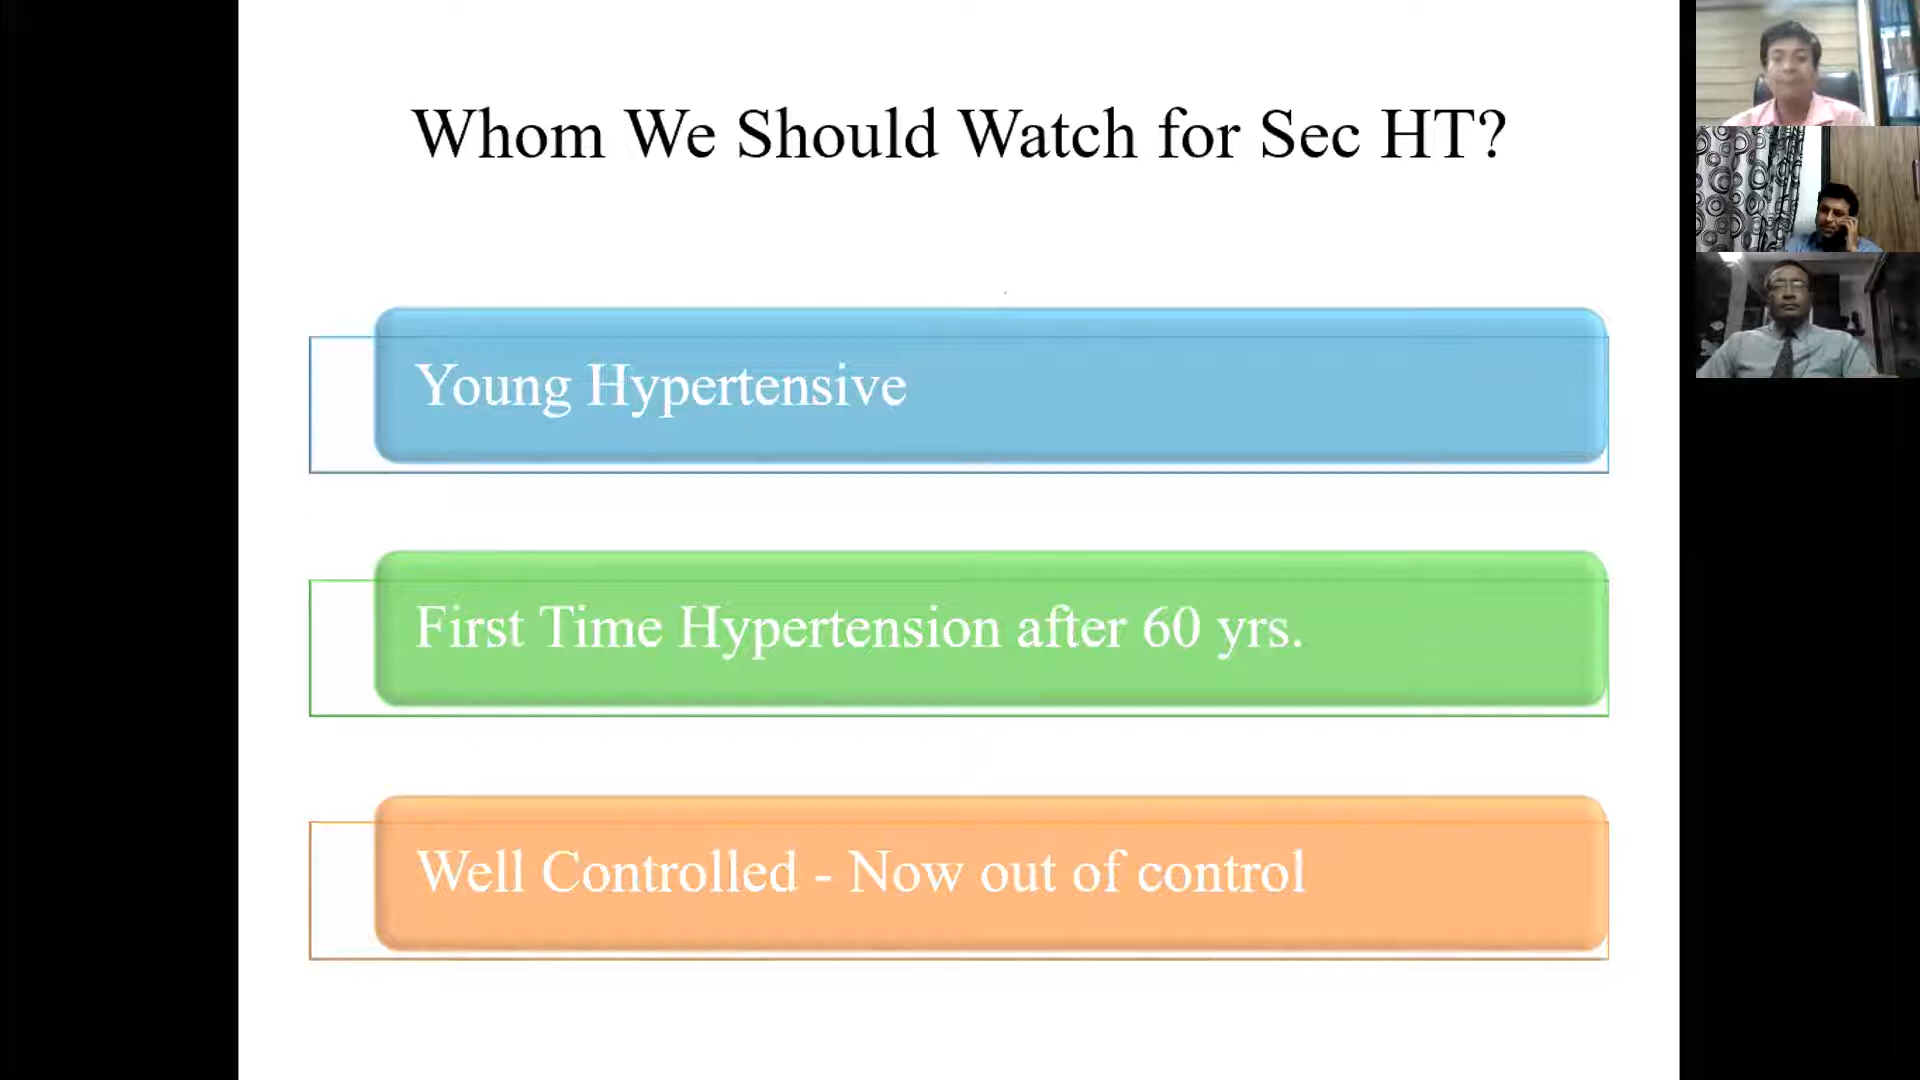 Whom We Should Watch for Sec HT?
Young Hypertensive
First Time Hypertension after 60 yrs.
Well Controlled - Now out of control